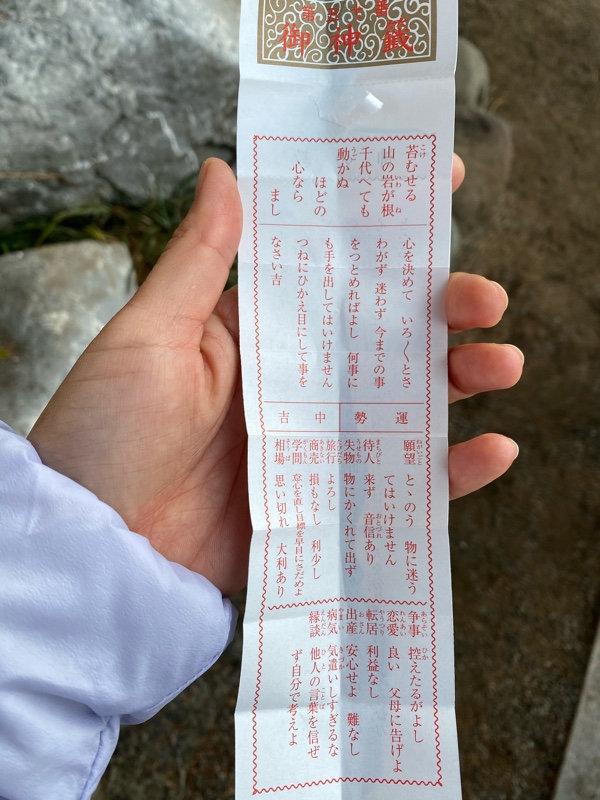 御神籤
苔むせる
山の岩が根
千代へても
動かぬ
ほどの
心なら
まし
心を決めて いろ〱とさ
わがず 迷わず 今までの事
をつとめればよし 何事に
も手を出してはいけません
つねにひかえ目にして事を
なさい吉
運勢 中吉
願望 とゝのう 物に迷う
てはいけません
待人 来ず 音信あり
失物 物にかくれて出ず
旅行 よろし
商売 損もなし 利少し
学問 怠心を直し目標を早目にさだめよ
相場 思い切れ 大利あり
争事 控えたるがよし
恋愛 良い 父母に告げよ
転居 利益なし
出産 安心せよ 難なし
病気 気遣いしすぎるな
縁談 他人の言葉を信ぜ
ず自分で考えよ